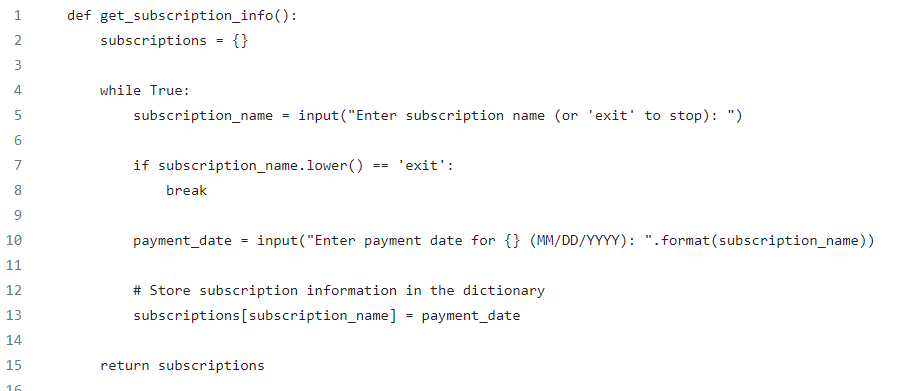 1 def get_subscription_info():
2 subscriptions = {}
3
4 while True:
5 subscription_name = input("Enter subscription name (or 'exit' to stop): ")
6
7 if subscription_name.lower() == 'exit':
8 break
9
10 payment_date = input("Enter payment date for {} (MM/DD/YYYY): ".format(subscription_name))
11
12 # Store subscription information in the dictionary
13 subscriptions[subscription_name] = payment_date
14
15 return subscriptions
16